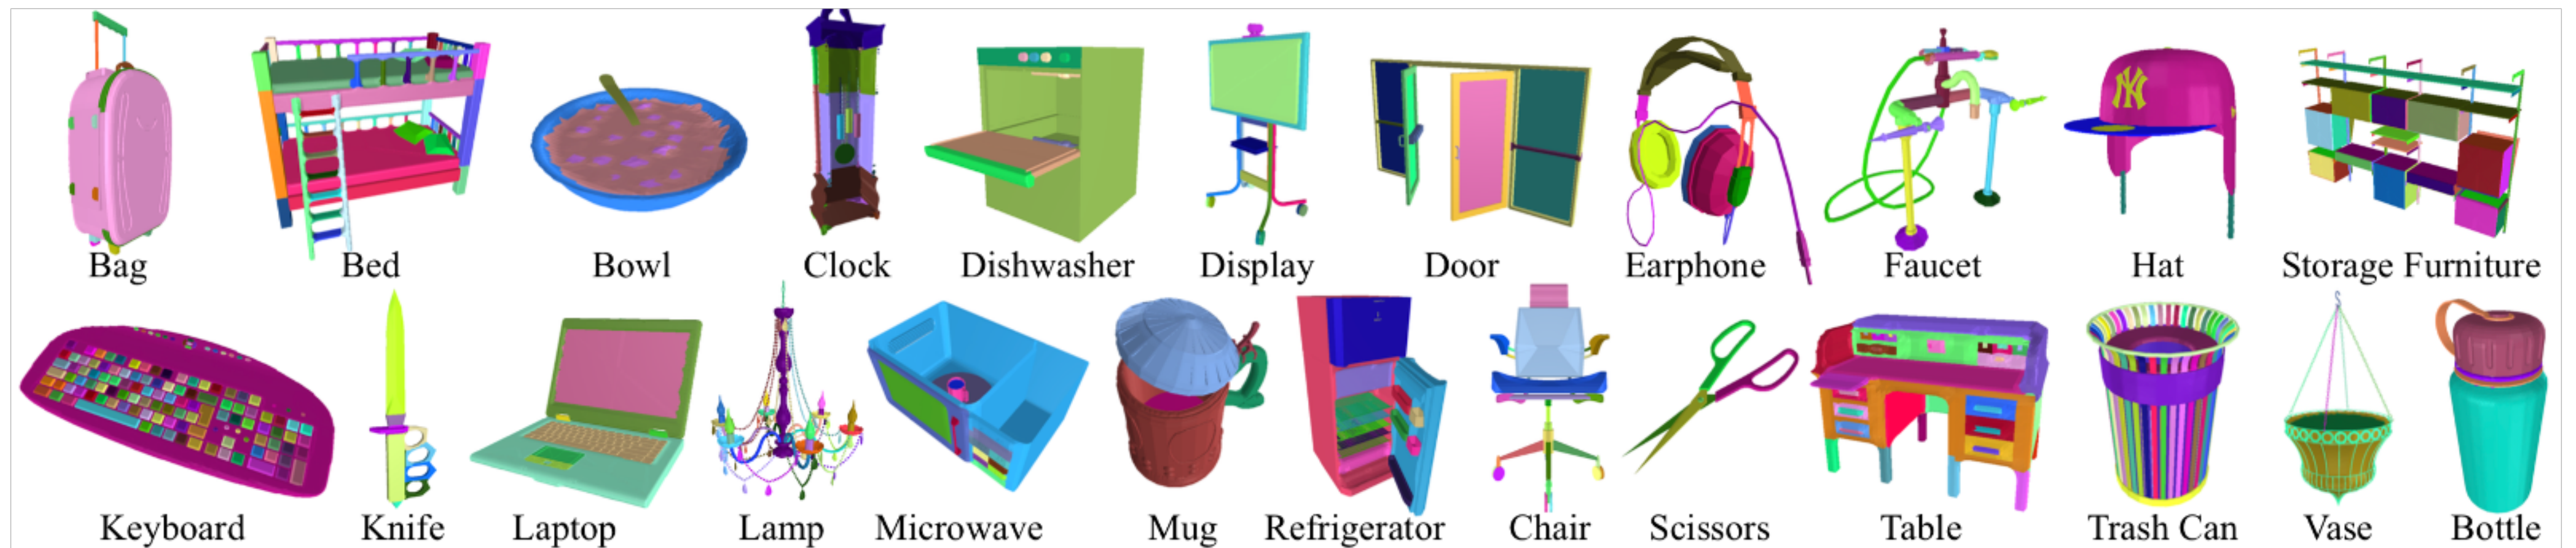 NY
Bag Bed Bowl Clock Dishwasher Display Door Earphone Faucet Hat Storage Furniture
Keyboard Knife Laptop Lamp Microwave Mug Refrigerator Chair Scissors Table Trash Can Vase Bottle